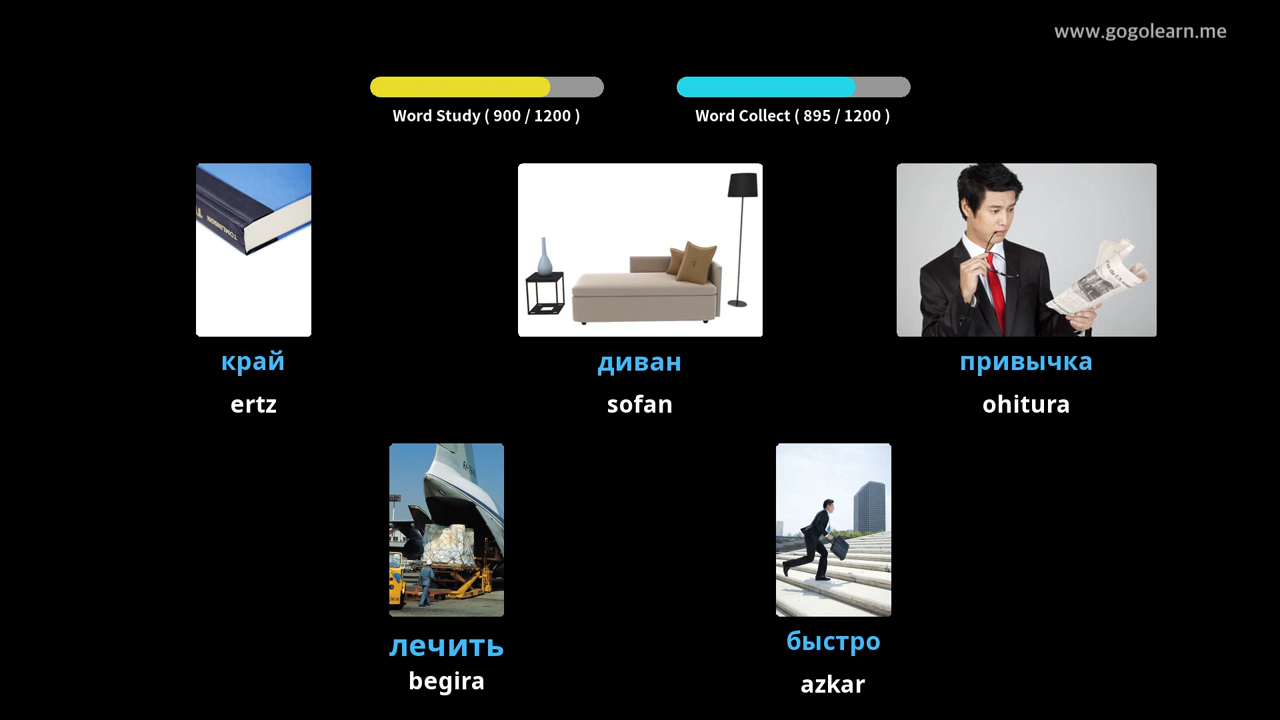 www.gogolearn.me
Word Study ( 900 / 1200 )
Word Collect ( 895 / 1200 )
TOMLINSON
край
диван
привычка
ertz
sofan
ohitura
лечить
быстро
begira
azkar